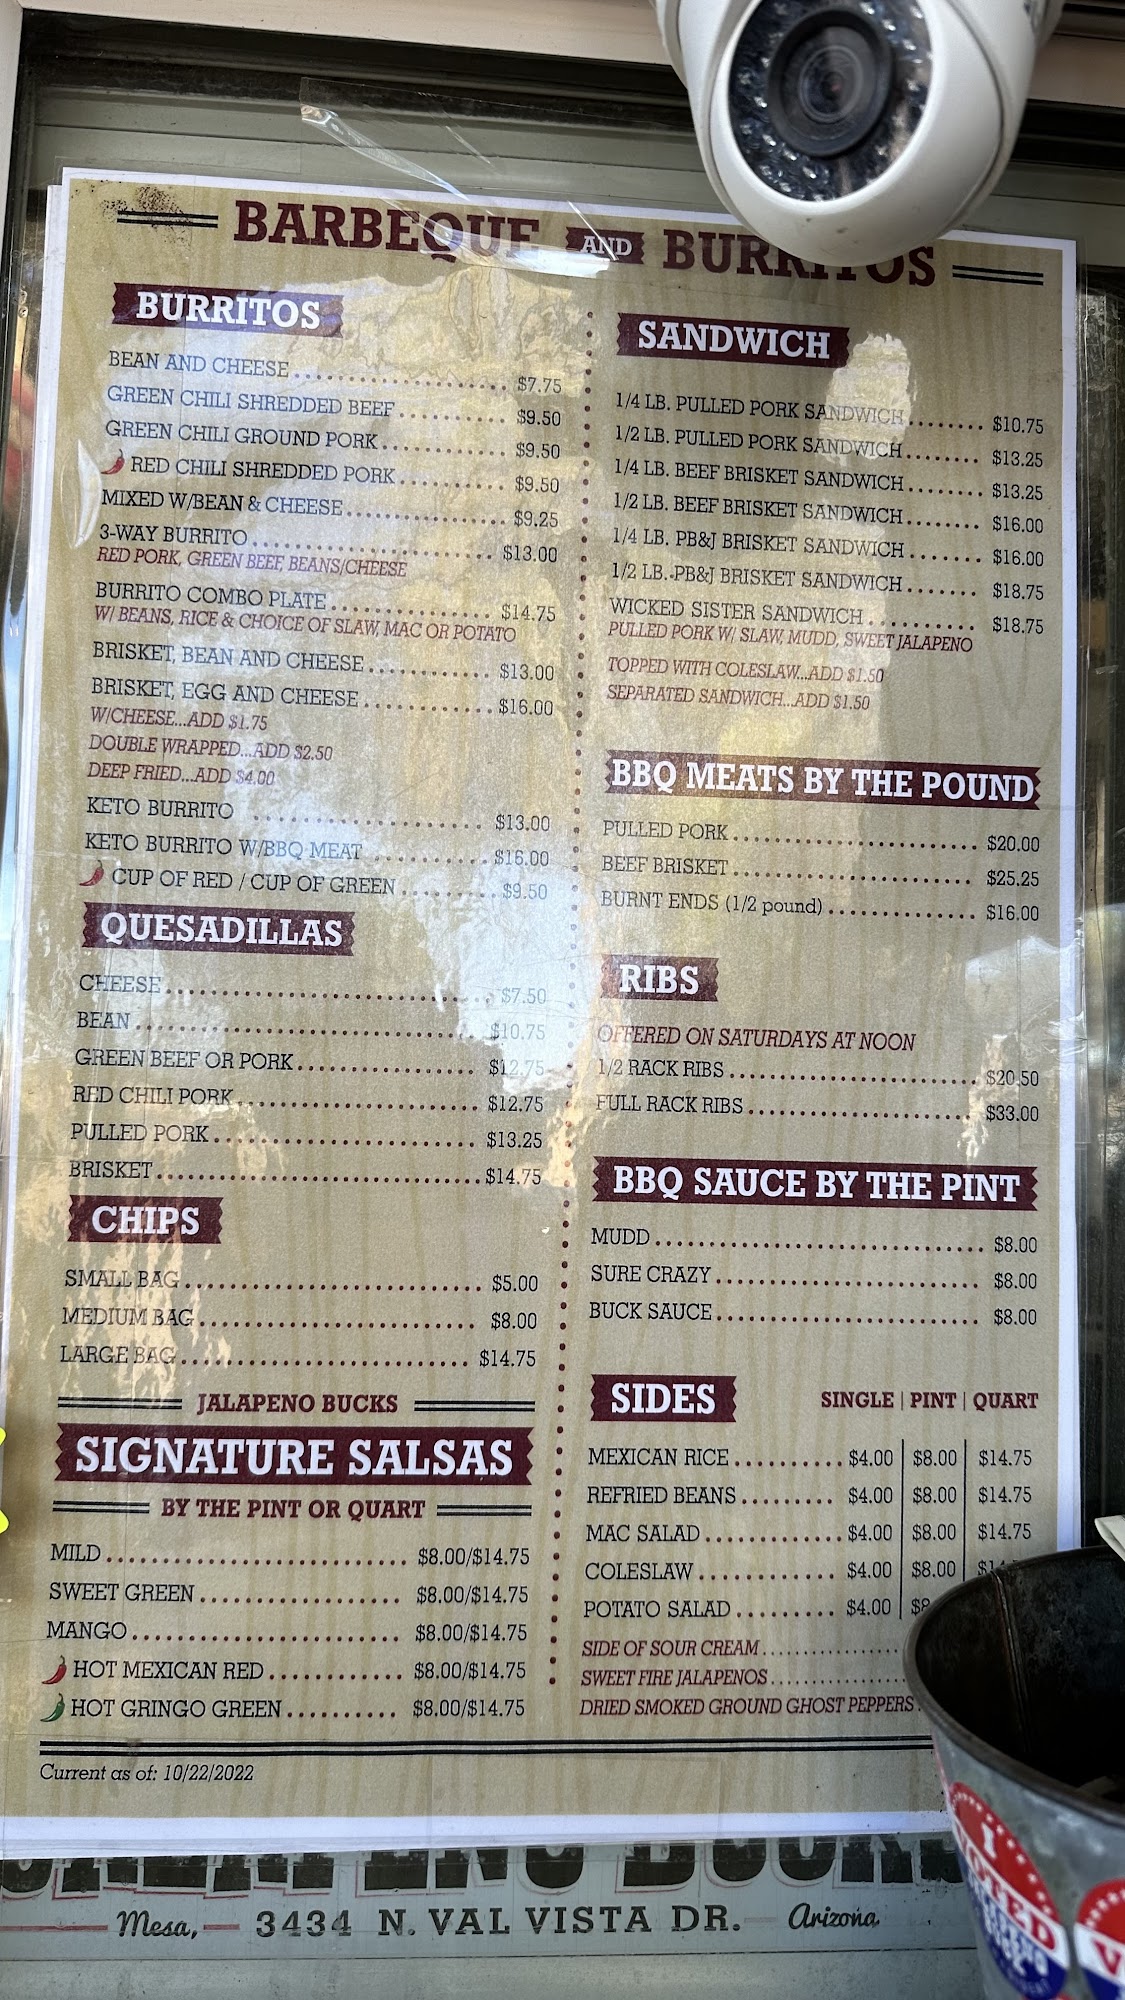 BARBEQUE AND BURRITOS
BURRITOS
BEAN AND CHEESE $7.75
GREEN CHILI SHREDDED BEEF $9.50
GREEN CHILI GROUND PORK $9.50
RED CHILI SHREDDED PORK $9.50
MIXED W/BEAN & CHEESE $9.25
3-WAY BURRITO $13.00
RED PORK, GREEN BEEF, BEANS/CHEESE
BURRITO COMBO PLATE $14.75
W/ BEANS, RICE & CHOICE OF SLAW, MAC OR POTATO
BRISKET, BEAN AND CHEESE $13.00
BRISKET, EGG AND CHEESE $16.00
W/CHEESE...ADD $1.75
DOUBLE WRAPPED...ADD $2.50
DEEP FRIED...ADD $4.00
KETO BURRITO $13.00
KETO BURRITO W/BBQ MEAT $16.00
CUP OF RED / CUP OF GREEN $9.50
QUESADILLAS
CHEESE $7.50
BEAN $10.75
GREEN BEEF OR PORK $12.75
RED CHILI PORK $12.75
PULLED PORK $13.25
BRISKET $14.75
CHIPS
SMALL BAG $5.00
MEDIUM BAG $8.00
LARGE BAG $14.75
JALAPENO BUCKS
SIGNATURE SALSAS
BY THE PINT OR QUART
MILD $8.00/$14.75
SWEET GREEN $8.00/$14.75
MANGO $8.00/$14.75
HOT MEXICAN RED $8.00/$14.75
HOT GRINGO GREEN $8.00/$14.75
Current as of: 10/22/2022
SANDWICH
1/4 LB. PULLED PORK SANDWICH $10.75
1/2 LB. PULLED PORK SANDWICH $13.25
1/4 LB. BEEF BRISKET SANDWICH $13.25
1/2 LB. BEEF BRISKET SANDWICH $16.00
1/4 LB. PB&J BRISKET SANDWICH $16.00
1/2 LB. PB&J BRISKET SANDWICH $18.75
WICKED SISTER SANDWICH $18.75
PULLED PORK W/ SLAW, MUDD, SWEET JALAPENO
TOPPED WITH COLESLAW...ADD $1.50
SEPARATED SANDWICH...ADD $1.50
BBQ MEATS BY THE POUND
PULLED PORK $20.00
BEEF BRISKET $25.25
BURNT ENDS (1/2 pound) $16.00
RIBS
OFFERED ON SATURDAYS AT NOON
1/2 RACK RIBS $20.50
FULL RACK RIBS $33.00
BBQ SAUCE BY THE PINT
MUDD $8.00
SURE CRAZY $8.00
BUCK SAUCE $8.00
SIDES SINGLE | PINT | QUART
MEXICAN RICE $4.00 $8.00 $14.75
REFRIED BEANS $4.00 $8.00 $14.75
MAC SALAD $4.00 $8.00 $14.75
COLESLAW $4.00 $8.00
POTATO SALAD $4.00
SIDE OF SOUR CREAM
SWEET FIRE JALAPENOS
DRIED SMOKED GROUND GHOST PEPPERS
Mesa, 3434 N. VAL VISTA DR. Arizona
I VOTED